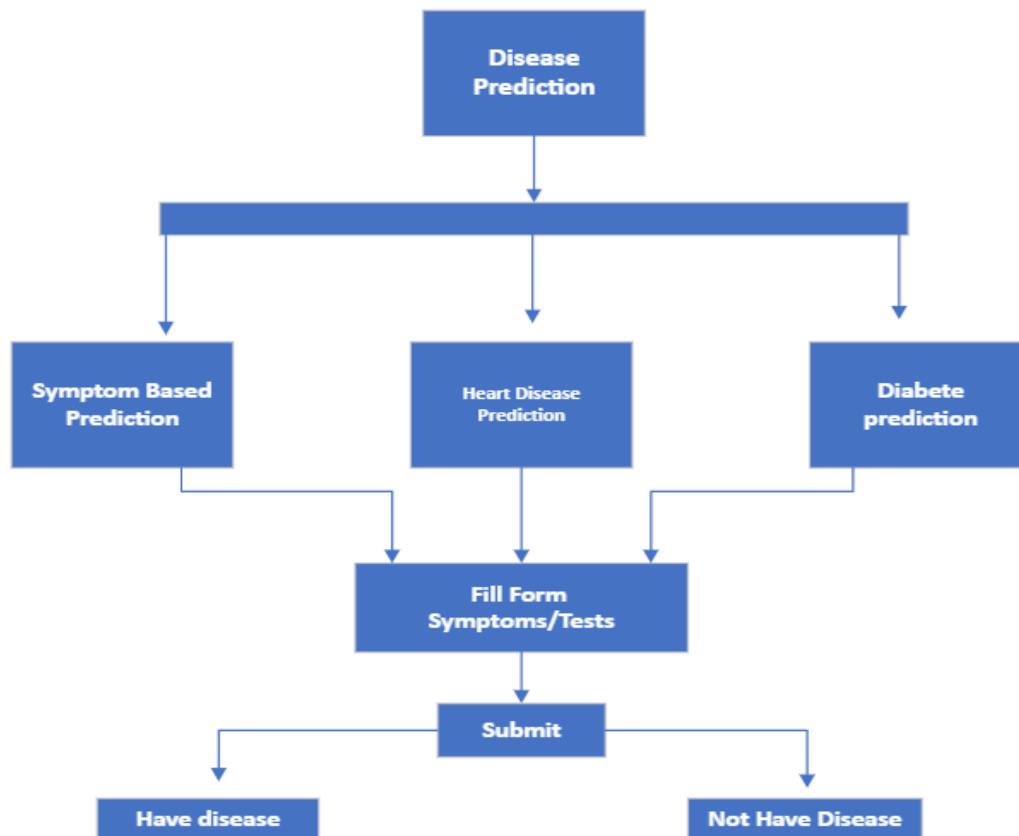 Disease
Prediction
Symptom Based
Prediction
Heart Disease
Prediction
Diabete
prediction
Fill Form
Symptoms/Tests
Submit
Have disease
Not Have Disease